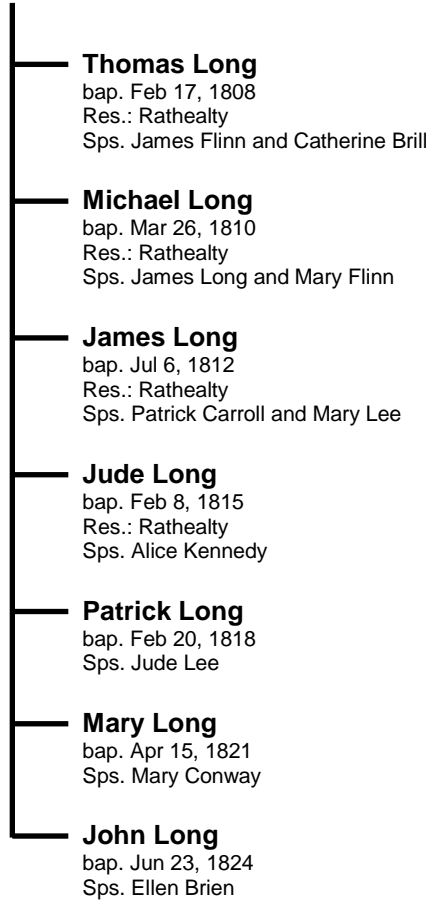 Thomas Long
bap. Feb 17, 1808
Res.: Rathealty
Sps. James Flinn and Catherine Brill
Michael Long
bap. Mar 26, 1810
Res.: Rathealty
Sps. James Long and Mary Flinn
James Long
bap. Jul 6, 1812
Res.: Rathealty
Sps. Patrick Carroll and Mary Lee
Jude Long
bap. Feb 8, 1815
Res.: Rathealty
Sps. Alice Kennedy
Patrick Long
bap. Feb 20, 1818
Sps. Jude Lee
Mary Long
bap. Apr 15, 1821
Sps. Mary Conway
John Long
bap. Jun 23, 1824
Sps. Ellen Brien